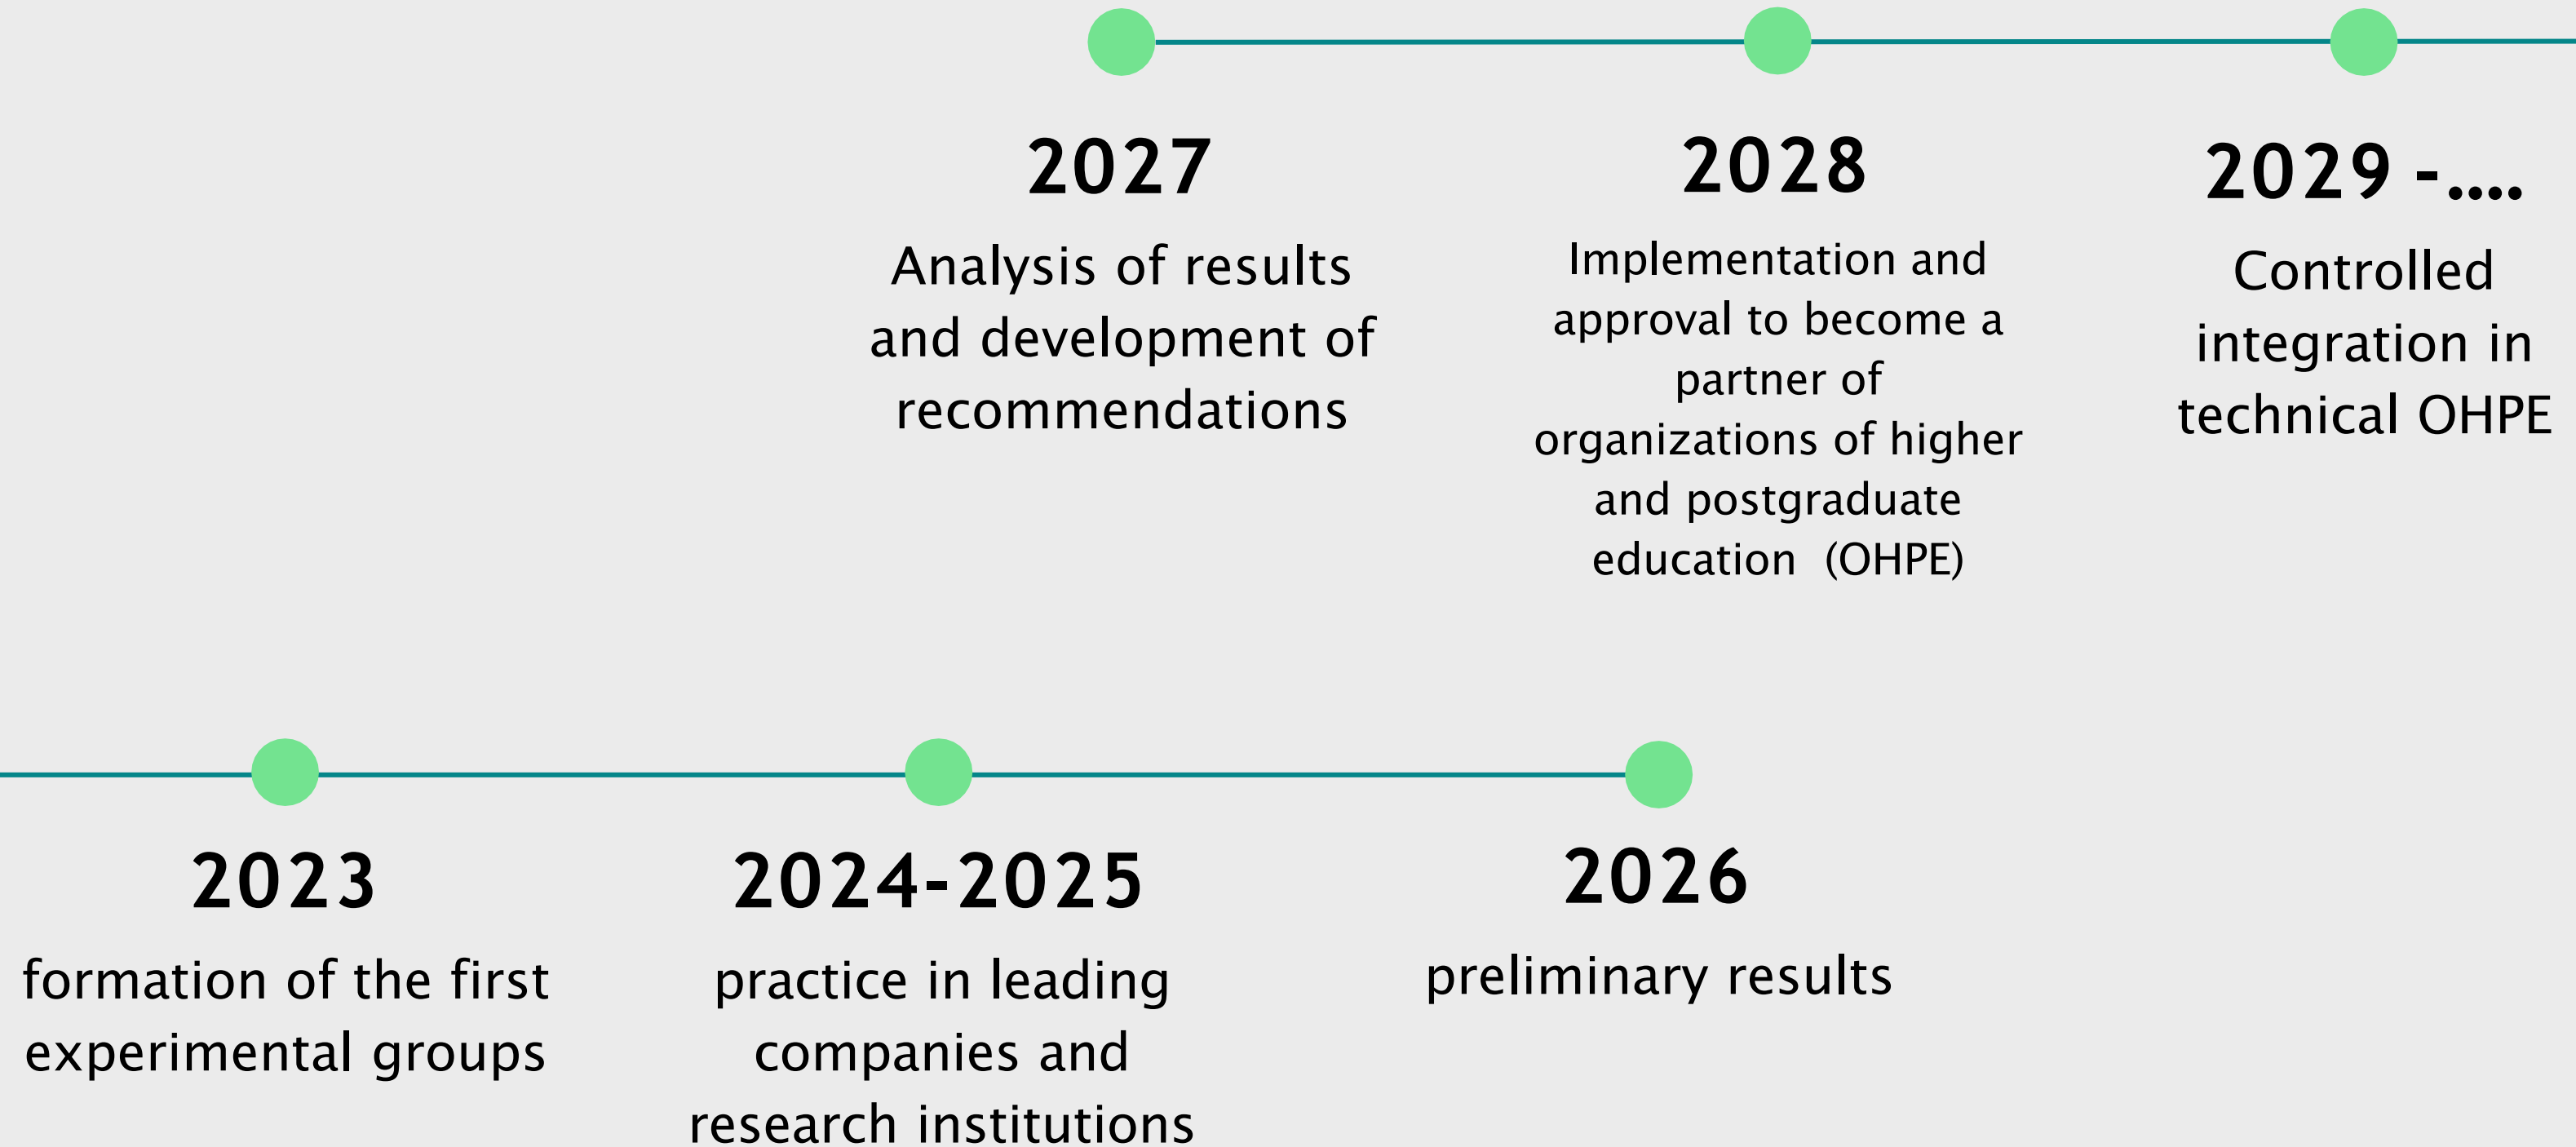 2027
Analysis of results
and development of
recommendations
2028
Implementation and
approval to become a
partner of
organizations of higher
and postgraduate
education  (OHPE)
2029 -....
Controlled
integration in
technical OHPE
2023
formation of the first
experimental groups
2024-2025
practice in leading
companies and
research institutions
2026
preliminary results